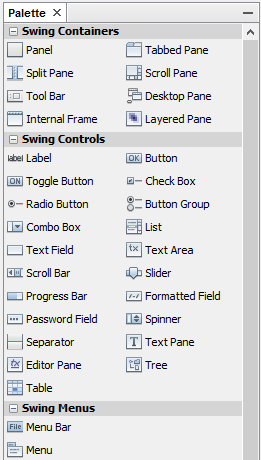 Palette
Swing Containers
Panel Tabbed Pane
Split Pane Scroll Pane
Tool Bar Desktop Pane
Internal Frame Layered Pane
Swing Controls
label Label OK Button
ON Toggle Button Check Box
Radio Button Button Group
Combo Box List
Text Field tx Text Area
Scroll Bar Slider
Progress Bar Formatted Field
Password Field Spinner
Separator T Text Pane
Editor Pane Tree
Table
Swing Menus
File Menu Bar
Menu